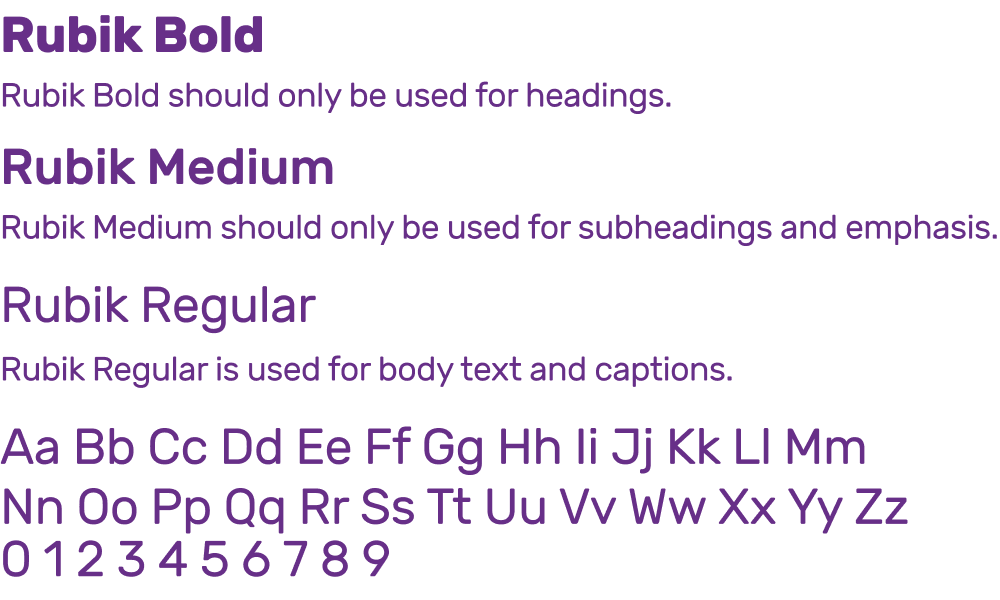 Rubik Bold
Rubik Bold should only be used for headings.
Rubik Medium
Rubik Medium should only be used for subheadings and emphasis.
Rubik Regular
Rubik Regular is used for body text and captions.
Aa Bb Cc Dd Ee Ff Gg Hh Ii Jj Kk Ll Mm
Nn Oo Pp Qq Rr Ss Tt Uu Vv Ww Xx Yy Zz
0 1 2 3 4 5 6 7 8 9